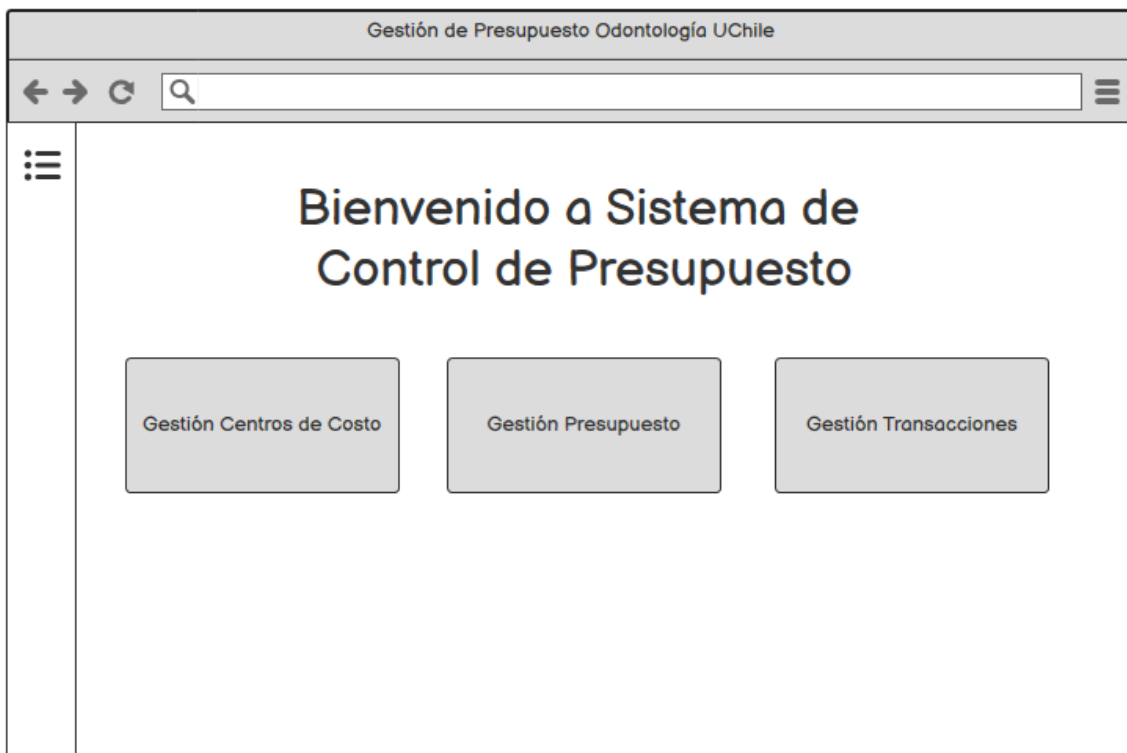 Gestión de Presupuesto Odontología UChile
Bienvenido a Sistema de
Control de Presupuesto
Gestión Centros de Costo
Gestión Presupuesto
Gestión Transacciones